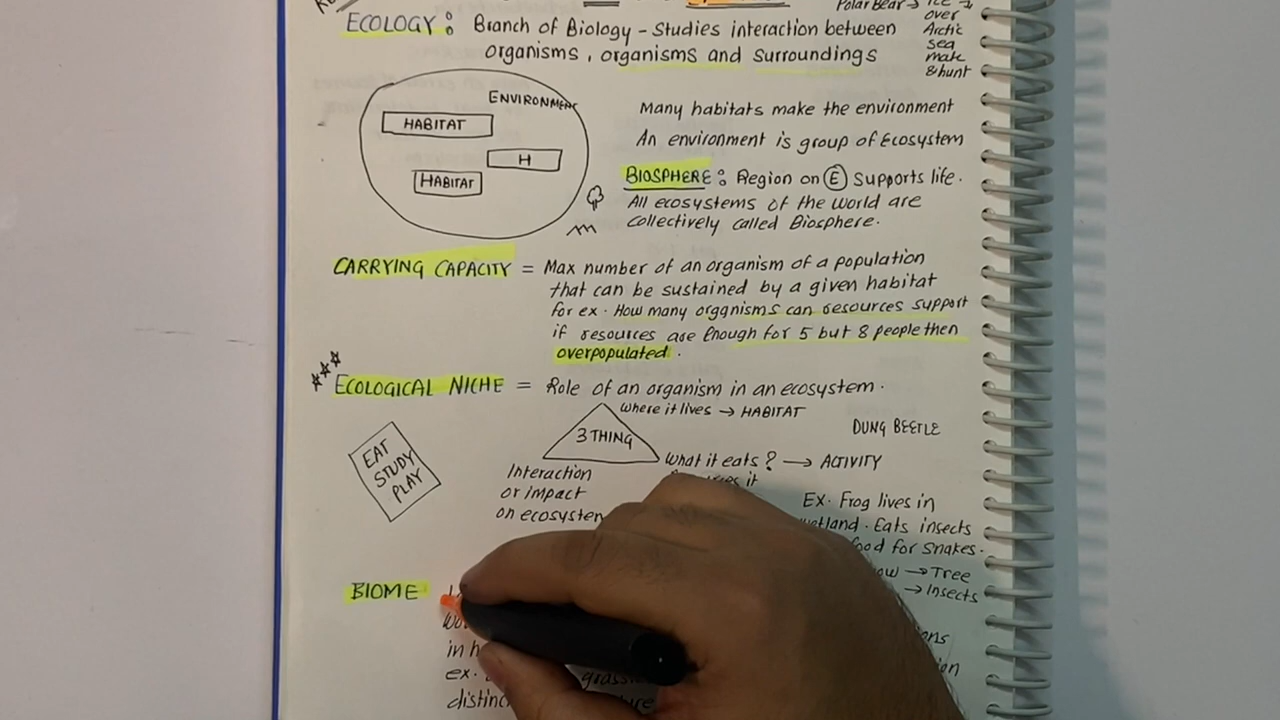 Polar Bear → Ice →
over
Arctic
sea
mate
& hunt
ECOLOGY: Branch of Biology - Studies interaction between
organisms, organisms and surroundings
ENVIRONMENT
HABITAT
H
HABITAT
Many habitats make the environment
An environment is group of Ecosystem
BIOSPHERE: Region on E supports life.
All ecosystems of the world are
collectively called Biosphere.
CARRYING CAPACITY = Max number of an organism of a population
that can be sustained by a given habitat
for ex. How many organisms can resources support
if resources are enough for 5 but 8 people then
overpopulated.
ECOLOGICAL NICHE = Role of an organism in an ecosystem.
where it lives → HABITAT
3 THING
DUNG BEETLE
EAT
STUDY
PLAY
What it eats? → ACTIVITY
Interaction
or impact
on ecosystem
it
Ex. Frog lives in
Eats insects
food for snakes.
→ Tree
→ Insects
BIOME
in
ex.
distinc